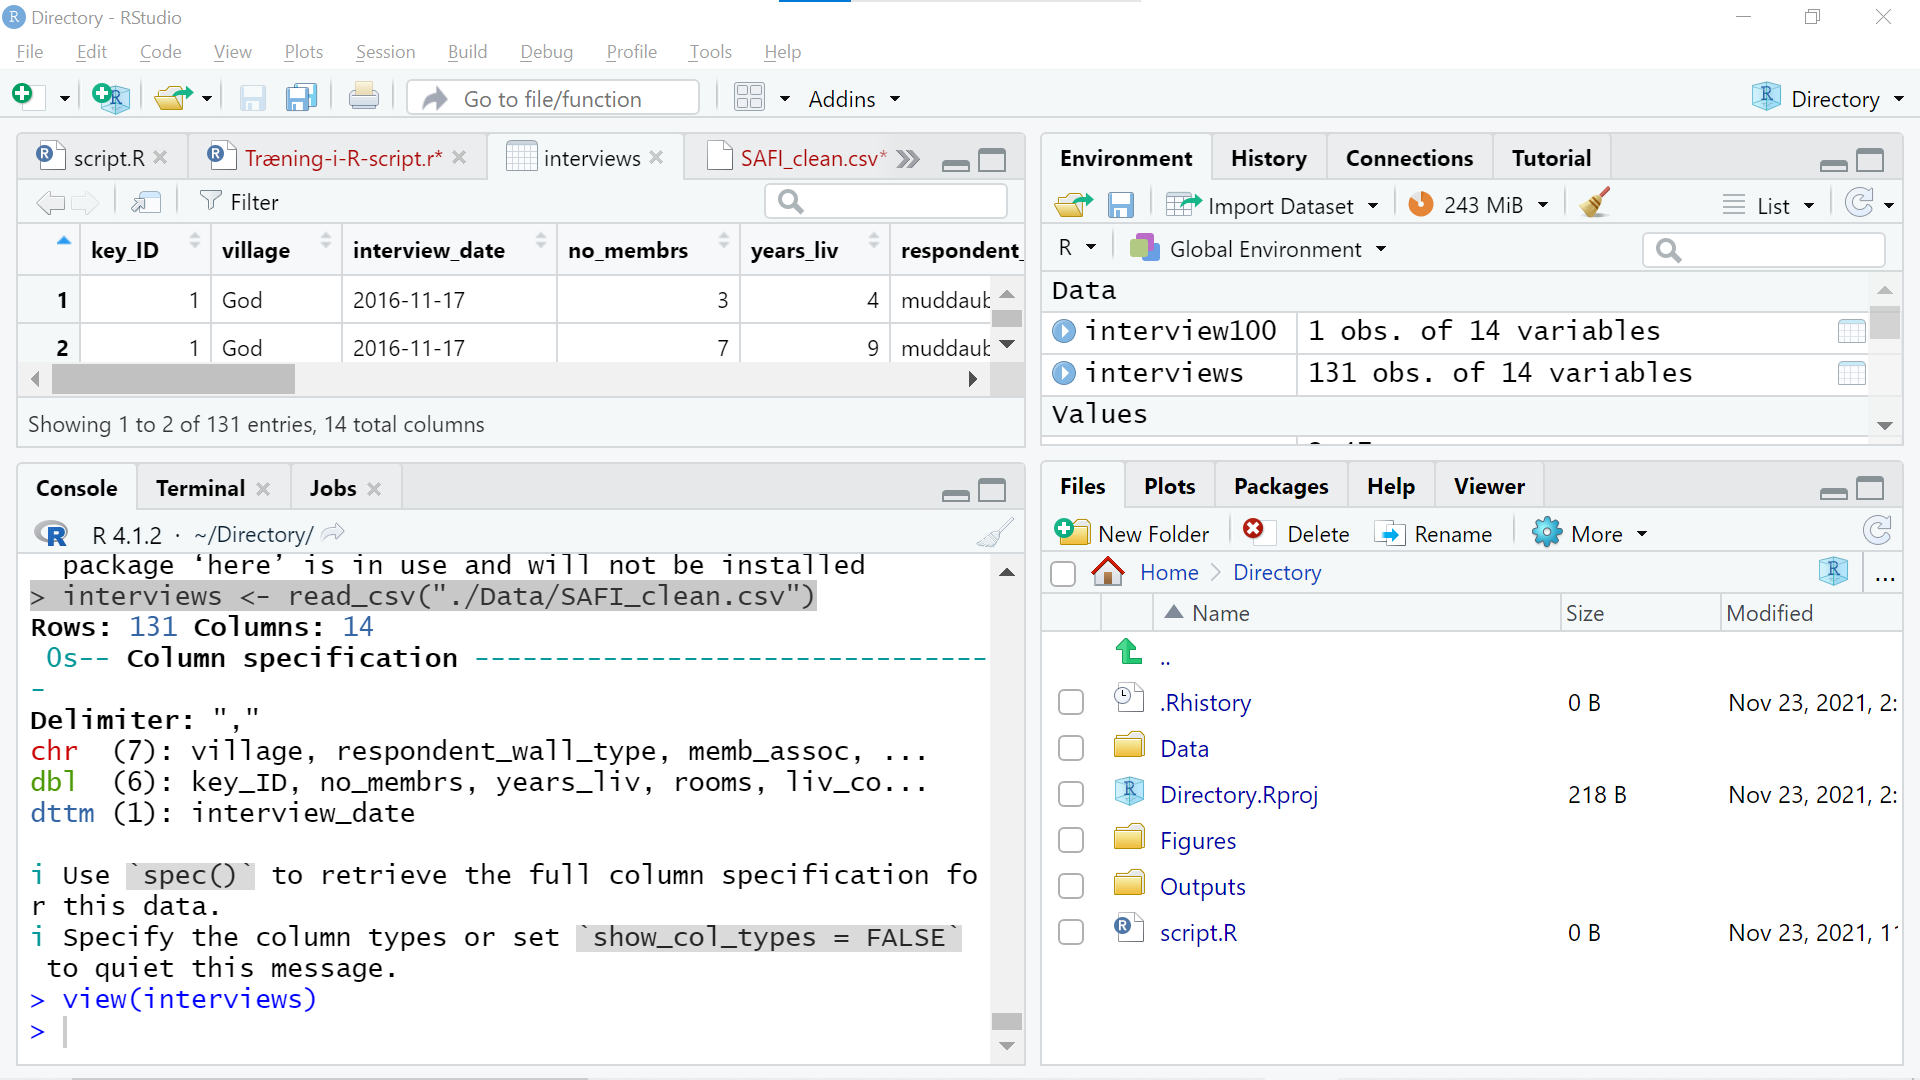 Directory - RStudio
File Edit Code View Plots Session Build Debug Profile Tools Help
Go to file/function Addins Directory
script.R Træning-i-R-script.r* interviews SAFI_clean.csv*
Filter
key_ID village interview_date no_membrs years_liv respondent_
1 1 God 2016-11-17 3 4 muddaub
2 1 God 2016-11-17 7 9 muddaub
Showing 1 to 2 of 131 entries, 14 total columns
Console Terminal Jobs
R 4.1.2 · ~/Directory/
package ‘here’ is in use and will not be installed
> interviews <- read_csv("./Data/SAFI_clean.csv")
Rows: 131 Columns: 14
0s-- Column specification --------------------------------
-
Delimiter: ","
chr (7): village, respondent_wall_type, memb_assoc, ...
dbl (6): key_ID, no_membrs, years_liv, rooms, liv_co...
dttm (1): interview_date
i Use `spec()` to retrieve the full column specification fo
r this data.
i Specify the column types or set `show_col_types = FALSE`
to quiet this message.
> view(interviews)
>
Environment History Connections Tutorial
Import Dataset 243 MiB List
R Global Environment
Data
interview100 1 obs. of 14 variables
interviews 131 obs. of 14 variables
Values
Files Plots Packages Help Viewer
New Folder Delete Rename More
Home Directory ...
Name Size Modified
..
.Rhistory 0 B Nov 23, 2021, 2:
Data
Directory.Rproj 218 B Nov 23, 2021, 2:
Figures
Outputs
script.R 0 B Nov 23, 2021, 11